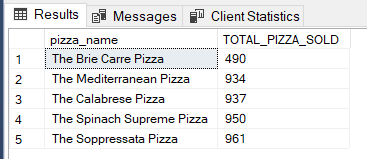 Results Messages Client Statistics
pizza_name TOTAL_PIZZA_SOLD
1 The Brie Carre Pizza 490
2 The Mediterranean Pizza 934
3 The Calabrese Pizza 937
4 The Spinach Supreme Pizza 950
5 The Soppressata Pizza 961